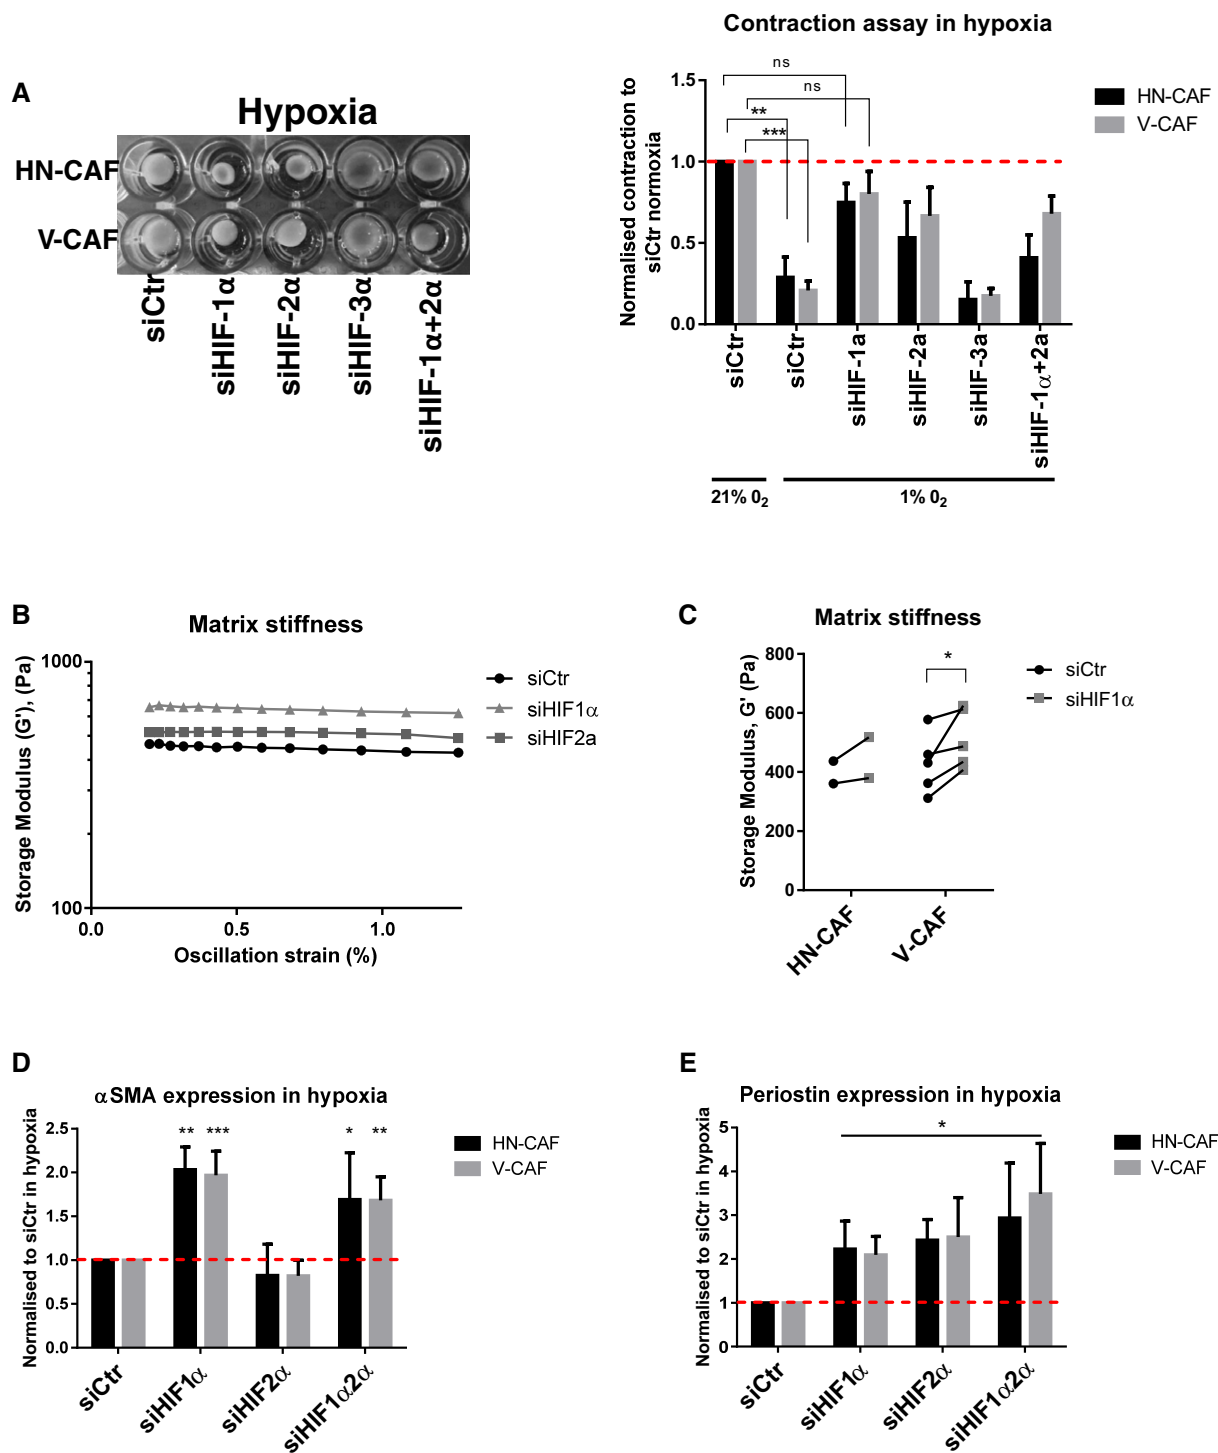 A
Hypoxia
HN-CAF
V-CAF
siCtr
siHIF-1α
siHIF-2α
siHIF-3α
siHIF-1α+2α
Contraction assay in hypoxia
Normalised contraction to
siCtr normoxia
1.5
1.0
0.5
0.0
ns
ns
**
***
HN-CAF
V-CAF
siCtr
siCtr
siHIF-1a
siHIF-2a
siHIF-3a
siHIF-1α+2a
21% 0₂
1% 0₂
B
Matrix stiffness
Storage Modulus (G'), (Pa)
1000
100
0.0
0.5
1.0
Oscillation strain (%)
siCtr
siHIF1α
siHIF2a
C
Matrix stiffness
Storage Modulus, G' (Pa)
800
600
400
200
0
*
HN-CAF
V-CAF
siCtr
siHIF1α
D
αSMA expression in hypoxia
Normalised to siCtr in hypoxia
2.5
2.0
1.5
1.0
0.5
0.0
**
***
*
**
HN-CAF
V-CAF
siCtr
siHIF1α
siHIF2α
siHIF1α2α
E
Periostin expression in hypoxia
Normalised to siCtr in hypoxia
5
4
3
2
1
0
*
HN-CAF
V-CAF
siCtr
siHIF1α
siHIF2α
siHIF1α2α